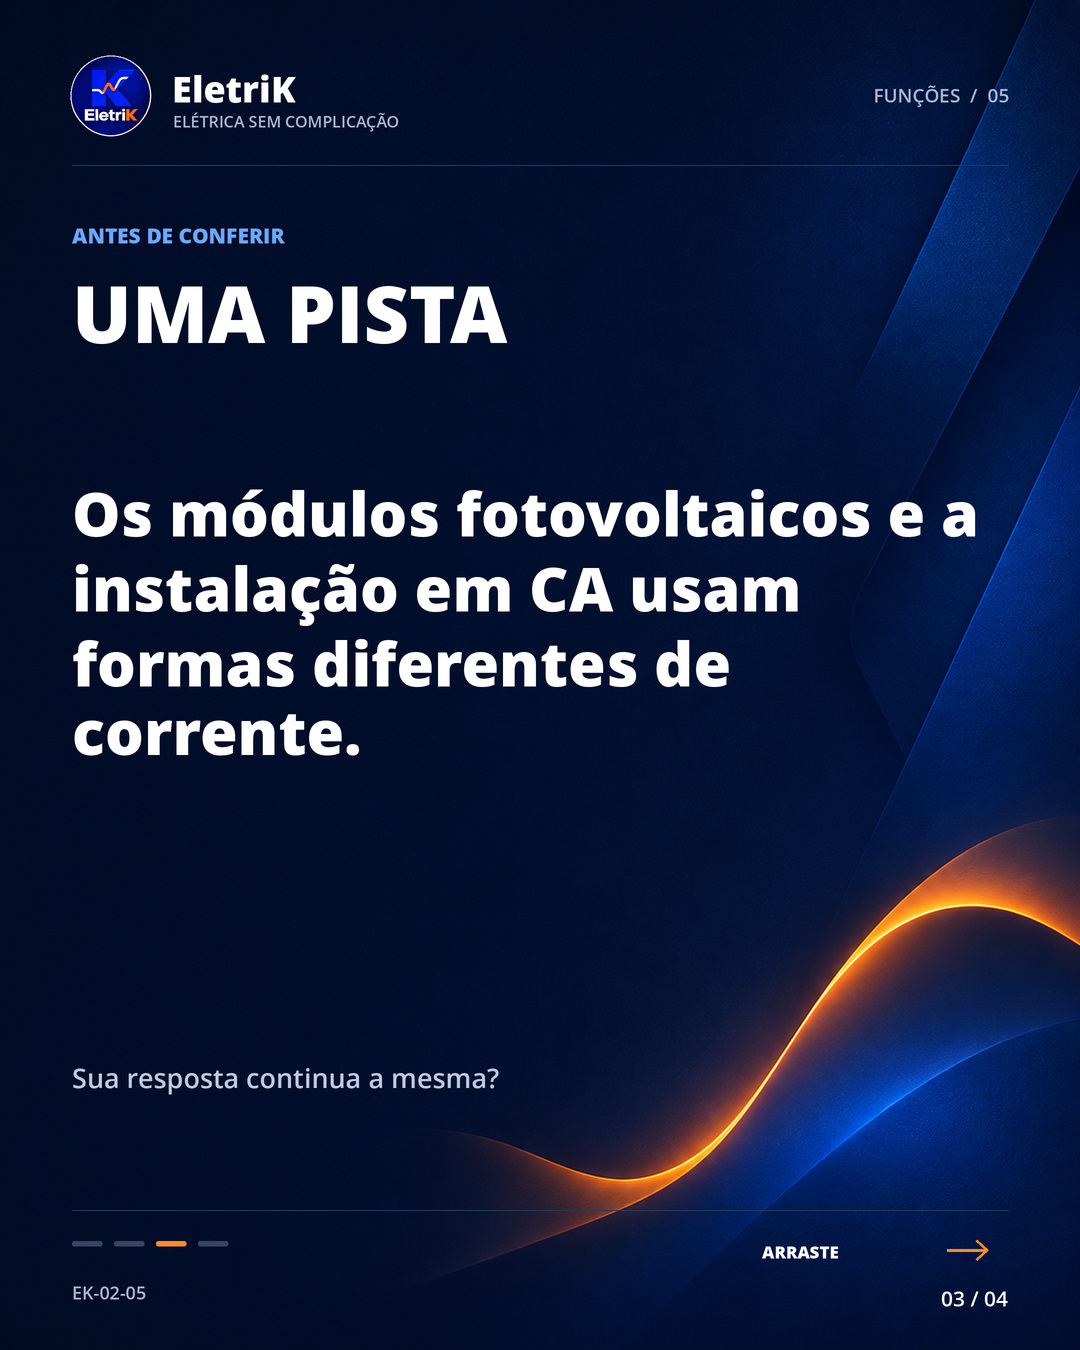 EletriK
EletriK
ELÉTRICA SEM COMPLICAÇÃO
FUNÇÕES / 05
ANTES DE CONFERIR
UMA PISTA
Os módulos fotovoltaicos e a
instalação em CA usam
formas diferentes de
corrente.
Sua resposta continua a mesma?
ARRASTE
EK-02-05
03 / 04